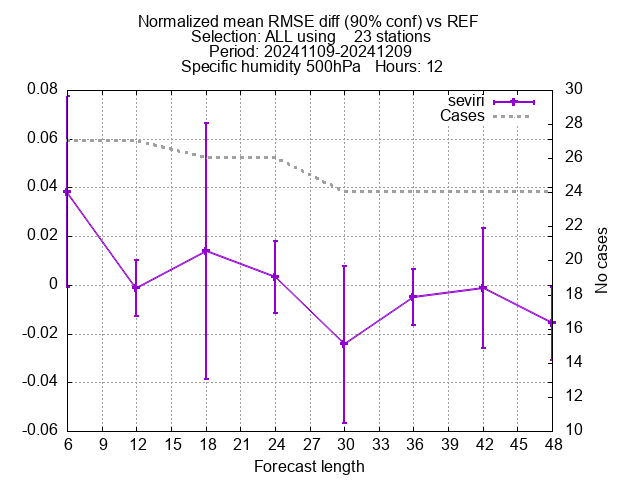 Normalized mean RMSE diff (90% conf) vs REF
Selection: ALL using    23 stations
Period: 20241109-20241209
Specific humidity 500hPa   Hours: 12
seviri
Cases
0.08
0.06
0.04
0.02
0
-0.02
-0.04
-0.06
30
28
26
24
22
20
18
16
14
12
10
No cases
6 9 12 15 18 21 24 27 30 33 36 39 42 45 48
Forecast length